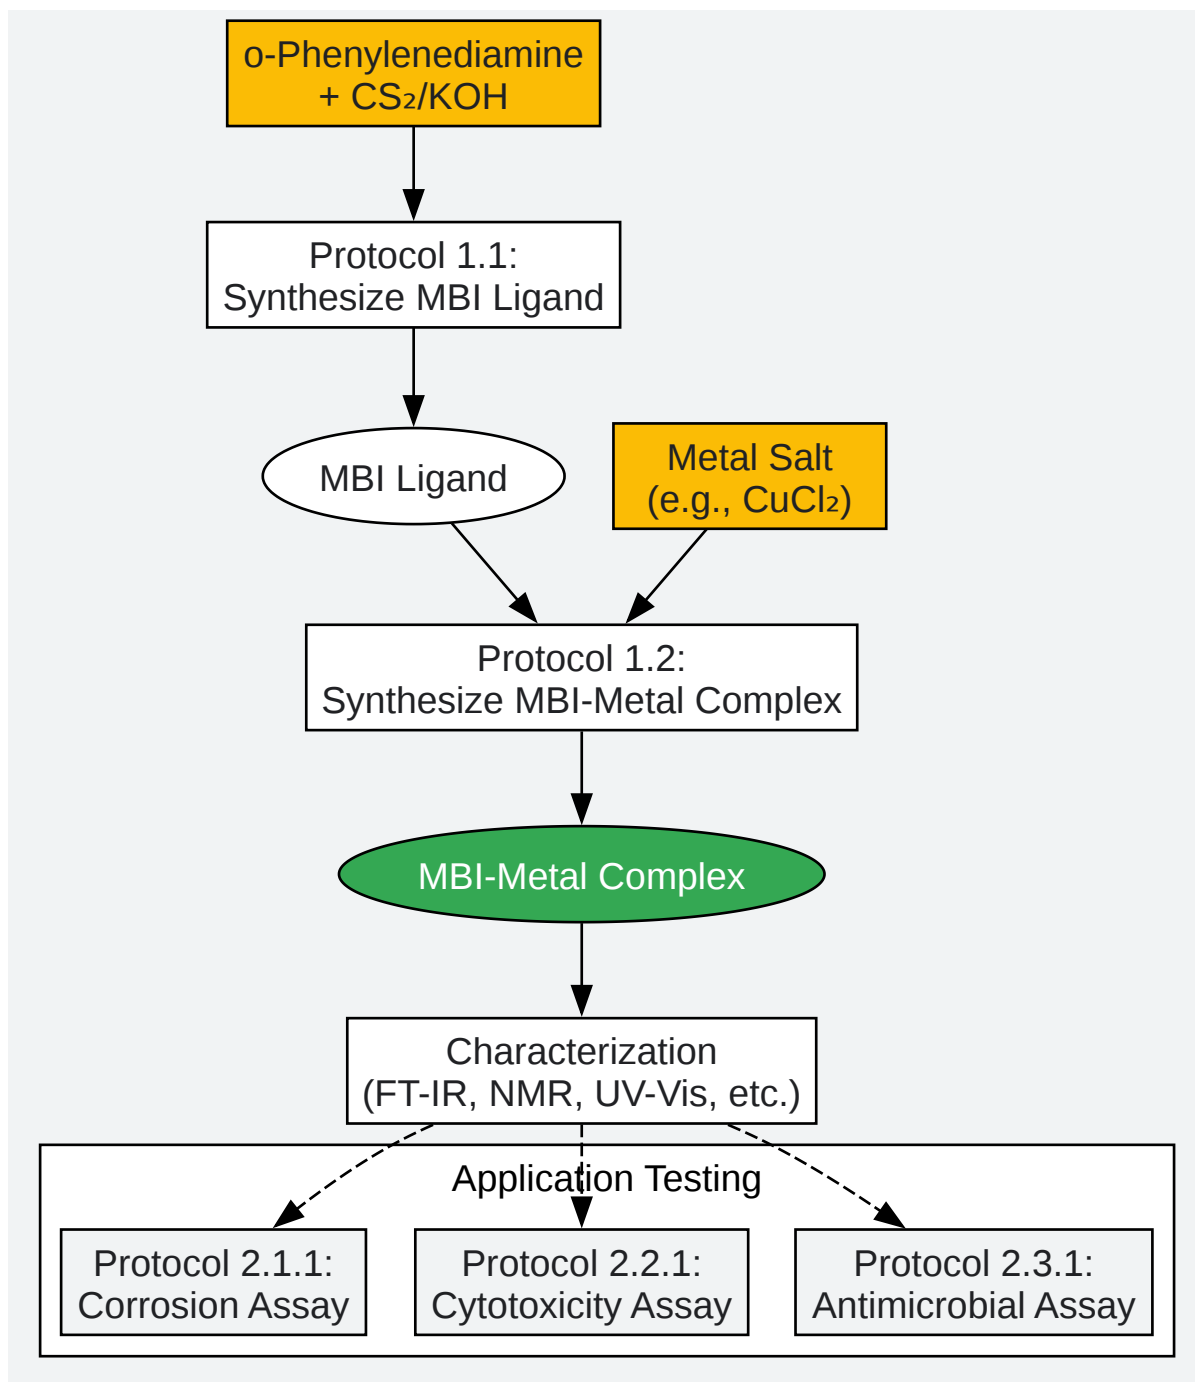 o-Phenylenediamine
+ CS₂/KOH
Protocol 1.1:
Synthesize MBI Ligand
MBI Ligand
Metal Salt
(e.g., CuCl₂)
Protocol 1.2:
Synthesize MBI-Metal Complex
MBI-Metal Complex
Characterization
(FT-IR, NMR, UV-Vis, etc.)
Application Testing
Protocol 2.1.1:
Corrosion Assay
Protocol 2.2.1:
Cytotoxicity Assay
Protocol 2.3.1:
Antimicrobial Assay